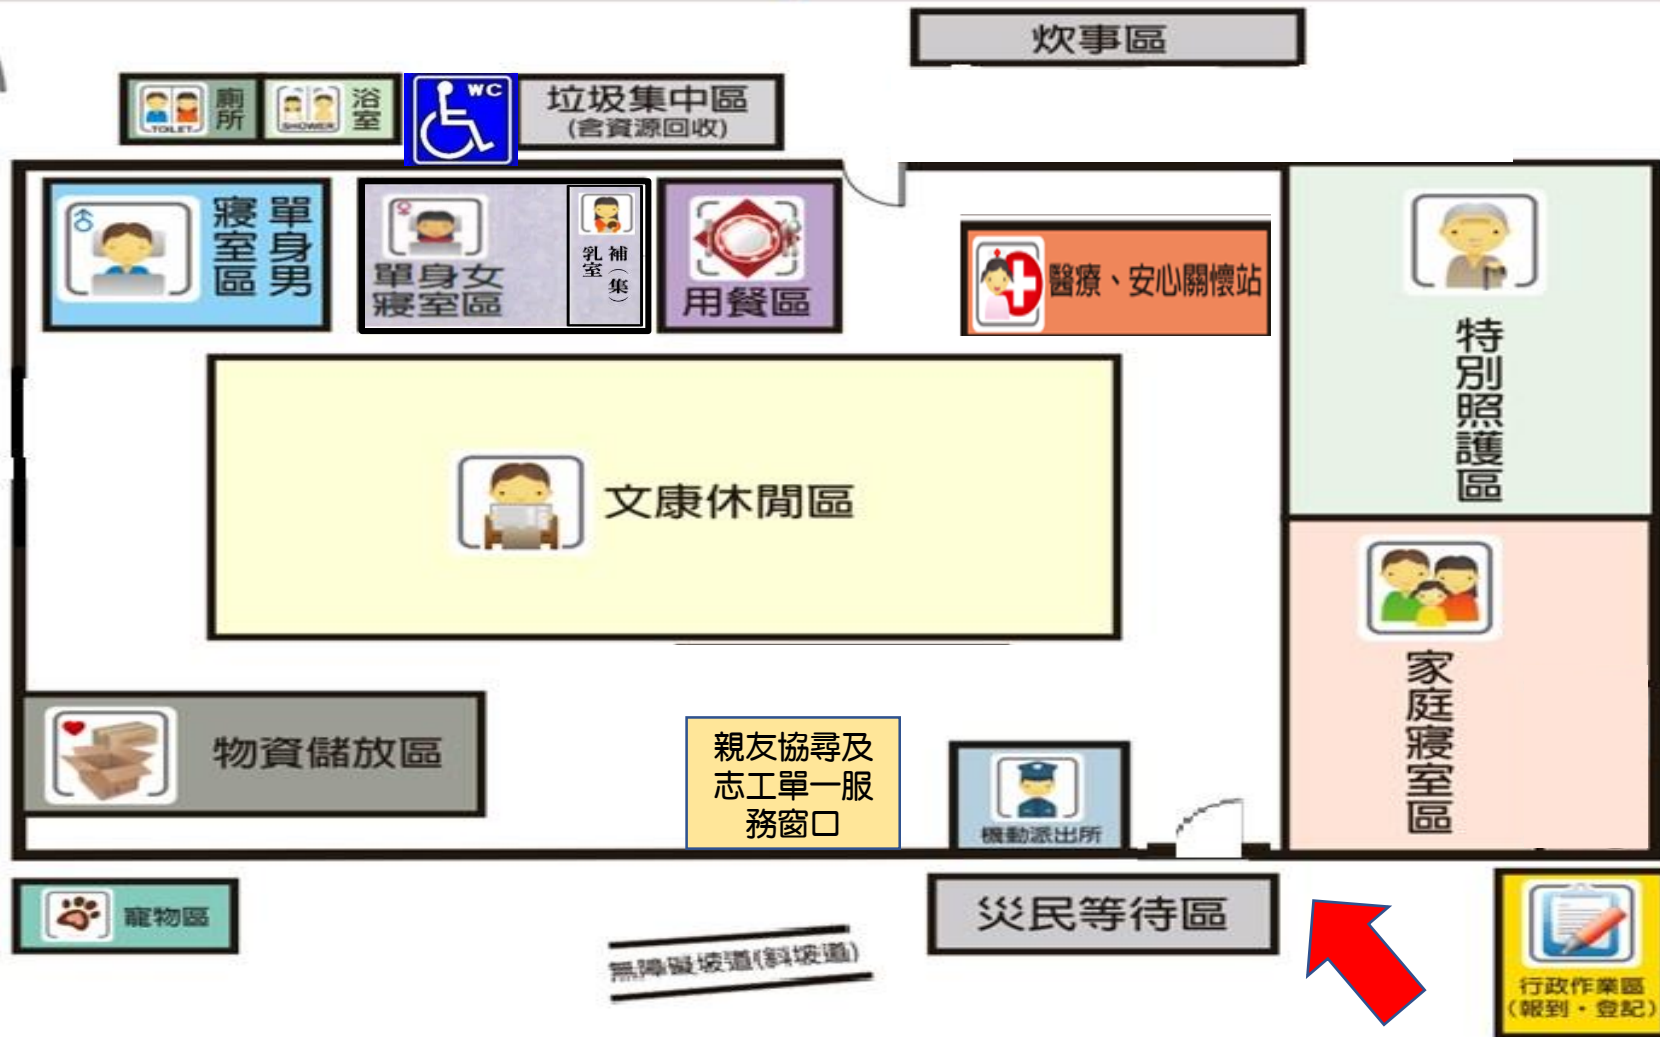 炊事區
TOILET
廁所
SHOWER
浴室
WC
垃圾集中區
(含資源回收)
單身男
寢室區
單身女
寢室區
補（集）
乳室
用餐區
醫療、安心關懷站
特別照護區
文康休閒區
家庭寢室區
物資儲放區
親友協尋及
志工單一服
務窗口
機動派出所
寵物區
無障礙坡道(斜坡道)
災民等待區
行政作業區
(報到・登記)